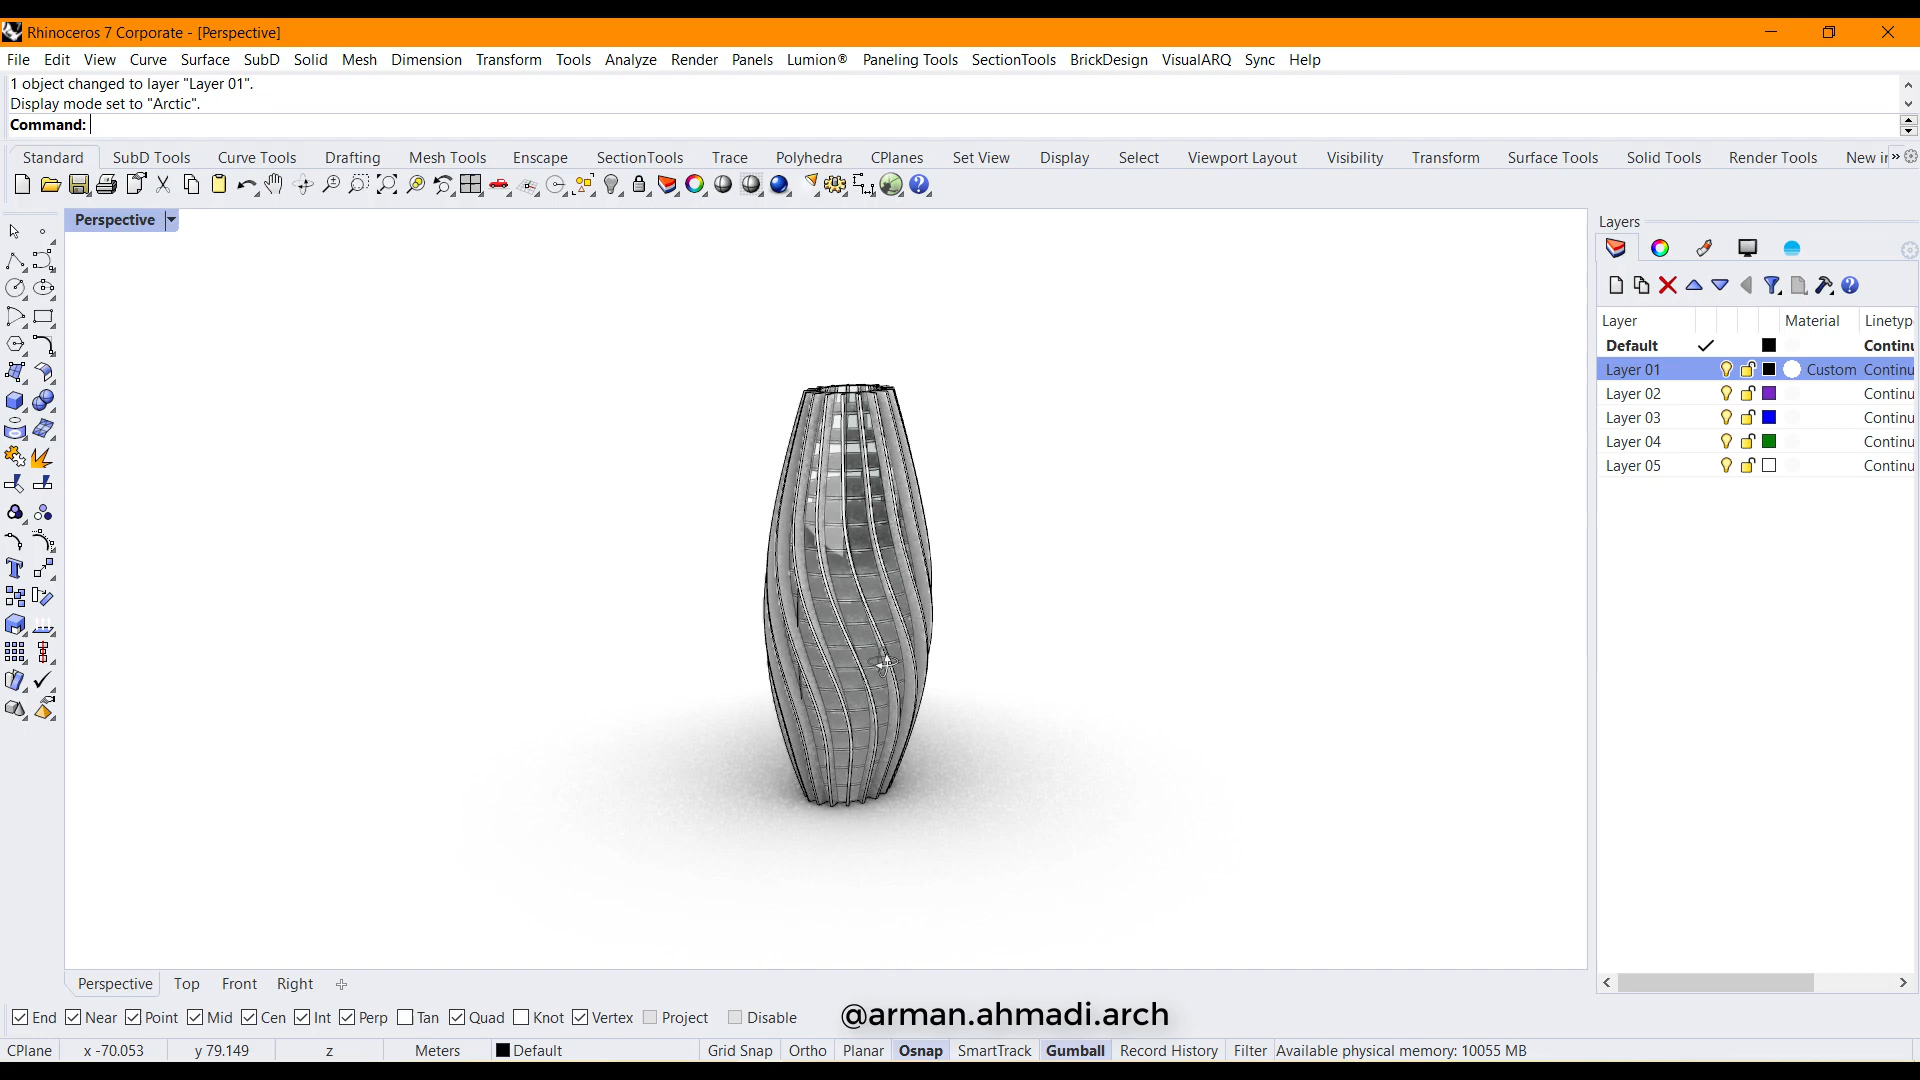 Rhinoceros 7 Corporate - [Perspective]
File Edit View Curve Surface SubD Solid Mesh Dimension Transform Tools Analyze Render Panels Lumion® Paneling Tools SectionTools BrickDesign VisualARQ Sync Help
1 object changed to layer "Layer 01".
Display mode set to "Arctic".
Command:
Standard SubD Tools Curve Tools Drafting Mesh Tools Enscape SectionTools Trace Polyhedra CPlanes Set View Display Select Viewport Layout Visibility Transform Surface Tools Solid Tools Render Tools New in »
Perspective
Layers
Layer Material Linetyp
Default Continu
Layer 01 Custom Continu
Layer 02 Continu
Layer 03 Continu
Layer 04 Continu
Layer 05 Continu
Perspective Top Front Right
End Near Point Mid Cen Int Perp Tan Quad Knot Vertex Project Disable
@arman.ahmadi.arch
CPlane x -70.053 y 79.149 z Meters Default Grid Snap Ortho Planar Osnap SmartTrack Gumball Record History Filter Available physical memory: 10055 MB